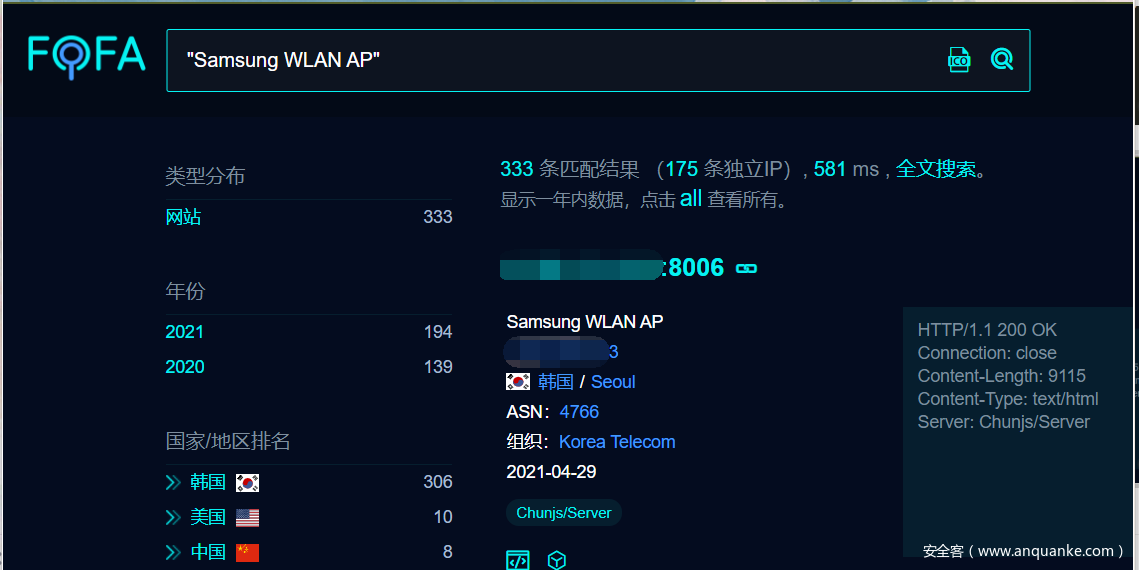 FOFA
"Samsung WLAN AP"
ICO
类型分布
网站 333
年份
2021 194
2020 139
国家/地区排名
韩国 306
美国 10
中国 8
333 条匹配结果 （175 条独立IP）, 581 ms , 全文搜索。
显示一年内数据，点击 all 查看所有。
:8006
Samsung WLAN AP
3
韩国 / Seoul
ASN： 4766
组织： Korea Telecom
2021-04-29
Chunjs/Server
HTTP/1.1 200 OK
Connection: close
Content-Length: 9115
Content-Type: text/html
Server: Chunjs/Server
安全客（ www.anquanke.com ）